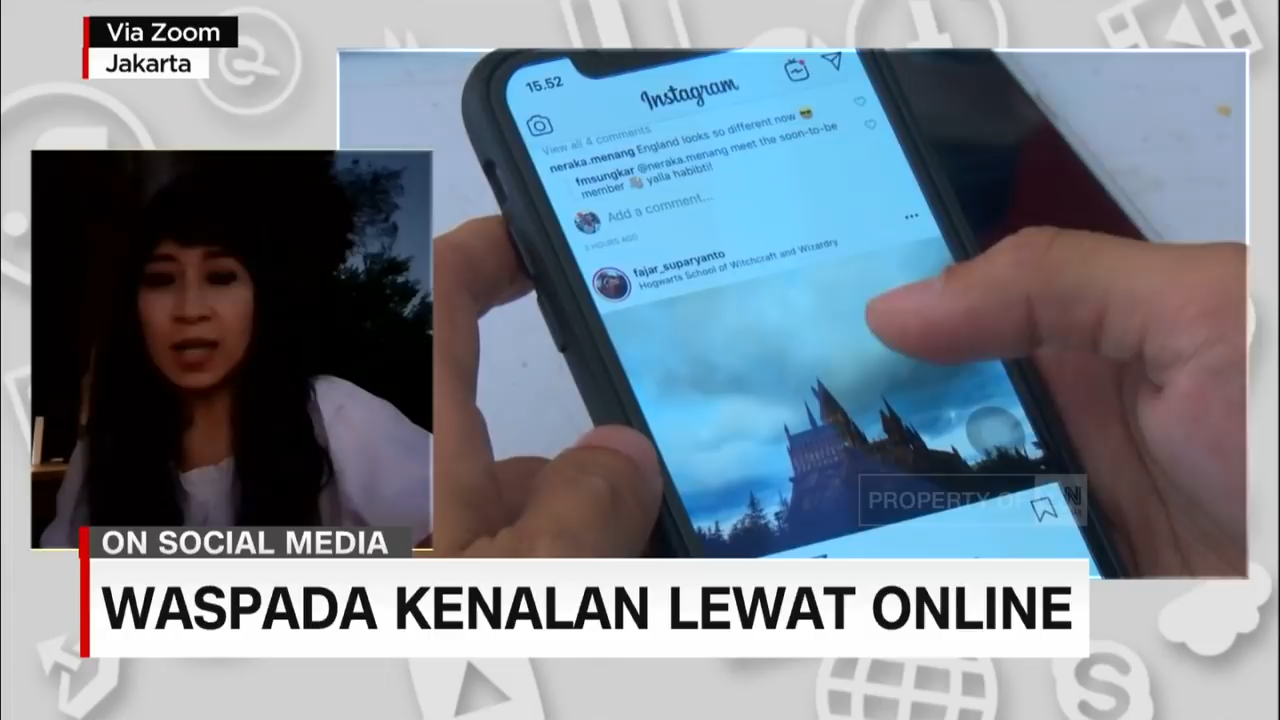 Via Zoom
Jakarta
15.52
Instagram
View all 4 comments
neraka.menang England looks so different now
fmsungkar @neraka.menang meet the soon-to-be
member yalla habibti!
Add a comment...
HOURS AGO
fajar_suparyanto
Hogwarts School of Witchcraft and Wizardry
PROPERTY OF
ON SOCIAL MEDIA
WASPADA KENALAN LEWAT ONLINE